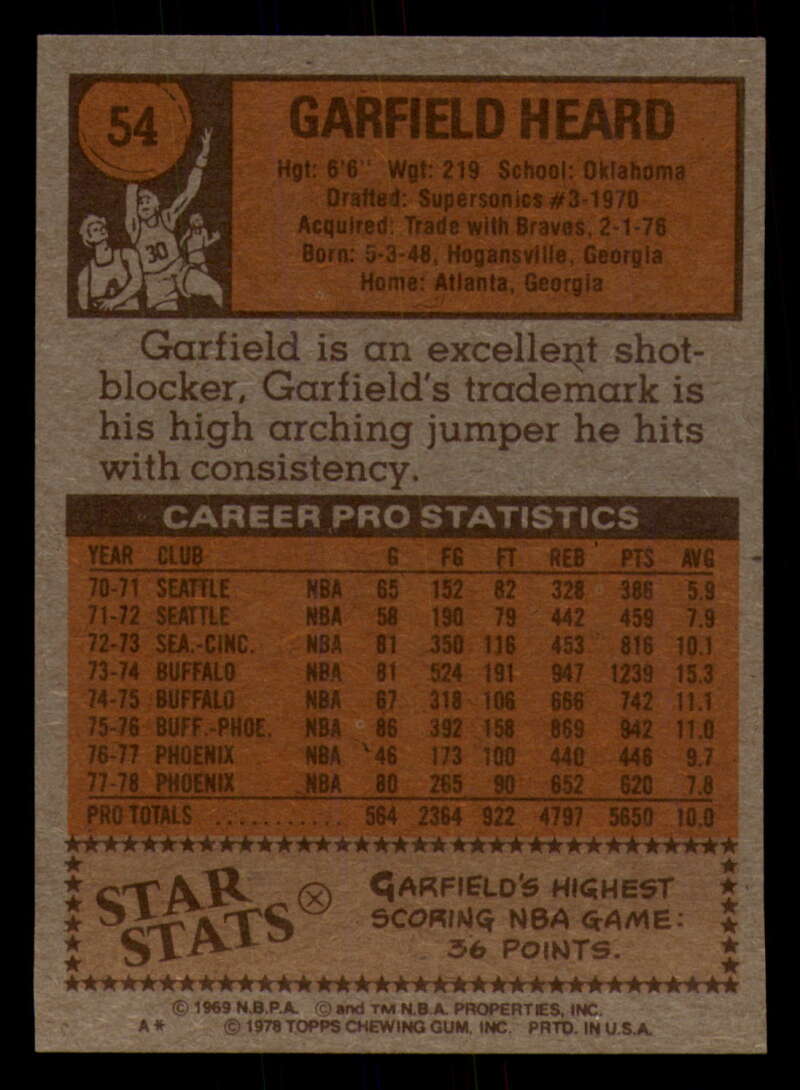 54
GARFIELD HEARD
Hgt: 6'6" Wgt: 219 School: Oklahoma
Drafted: Supersonics #3-1970
Acquired: Trade with Braves, 2-1-76
Born: 5-3-48, Hogansville, Georgia
Home: Atlanta, Georgia
30
Garfield is an excellent shot-
blocker, Garfield's trademark is
his high arching jumper he hits
with consistency.
CAREER PRO STATISTICS
YEAR CLUB G FG FT REB PTS AVG
70-71 SEATTLE NBA 65 152 82 328 386 5.9
71-72 SEATTLE NBA 58 190 79 442 459 7.9
72-73 SEA.-CINC. NBA 81 350 116 453 816 10.1
73-74 BUFFALO NBA 81 524 191 947 1239 15.3
74-75 BUFFALO NBA 67 318 106 666 742 11.1
75-76 BUFF.-PHOE. NBA 86 392 158 869 942 11.0
76-77 PHOENIX NBA 46 173 100 440 446 9.7
77-78 PHOENIX NBA 80 265 90 652 620 7.8
PRO TOTALS ........... 564 2364 922 4797 5650 10.0
STAR
STATS
GARFIELD'S HIGHEST
SCORING NBA GAME:
36 POINTS.
© 1969 N.B.P.A. © and TM N.B.A. PROPERTIES, INC.
A* © 1978 TOPPS CHEWING GUM, INC. PRTD. IN U.S.A.